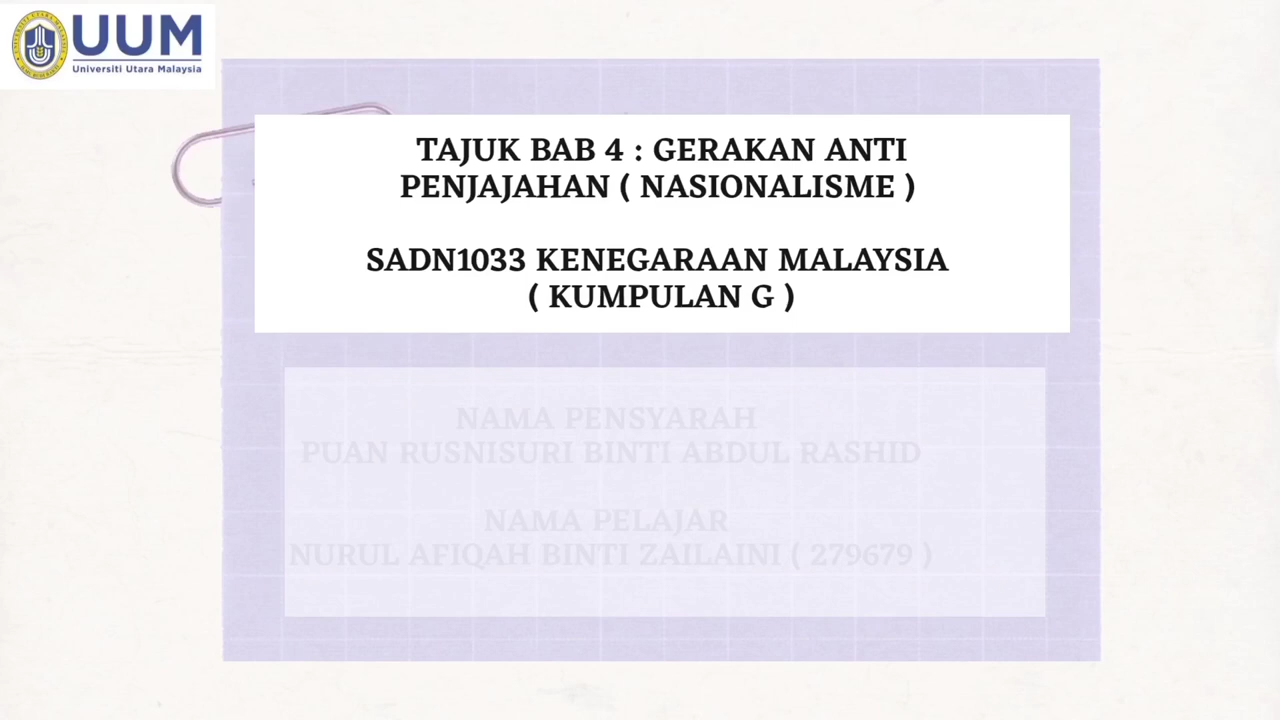 UUM
Universiti Utara Malaysia
TAJUK BAB 4 : GERAKAN ANTI
PENJAJAHAN ( NASIONALISME )
SADN1033 KENEGARAAN MALAYSIA
( KUMPULAN G )
NAMA PENSYARAH
PUAN RUSNISURI BINTI ABDUL RASHID
NAMA PELAJAR
NURUL AFIQAH BINTI ZAILAINI ( 279679 )